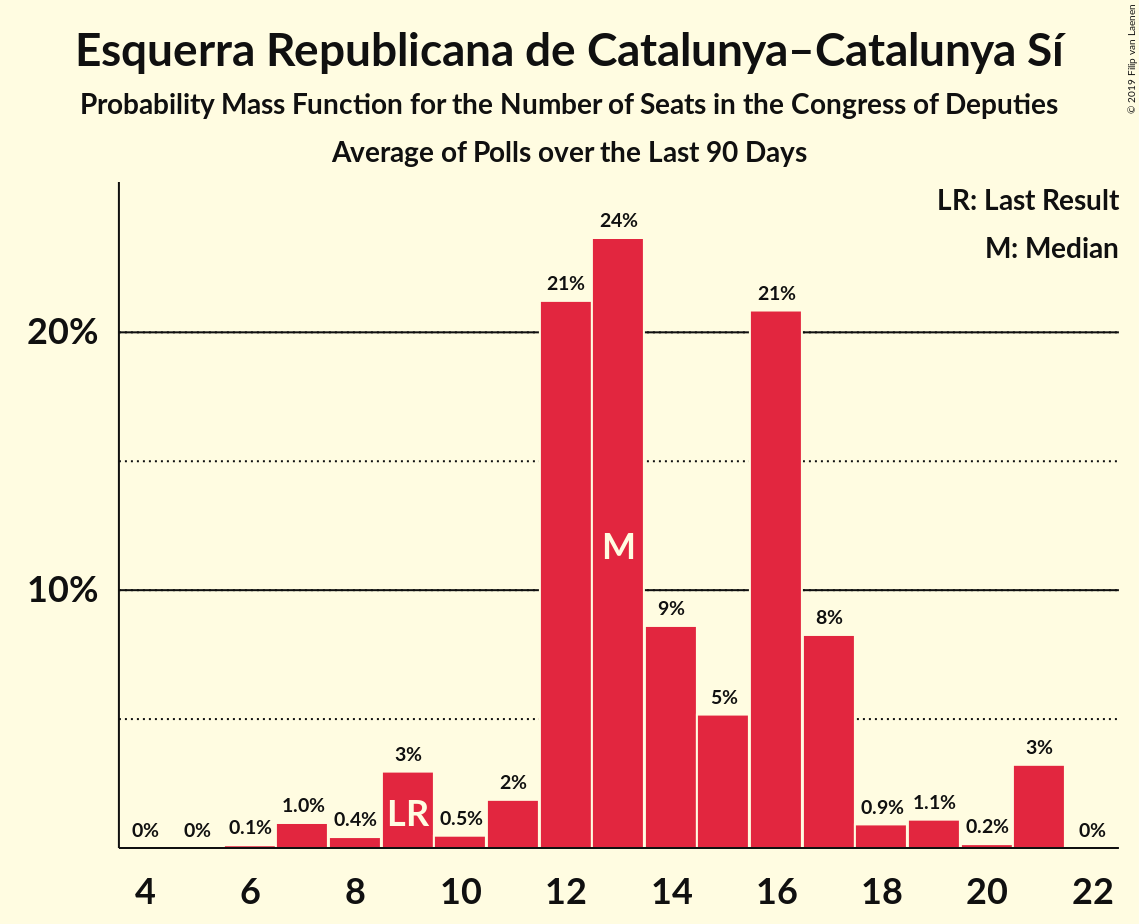 Esquerra Republicana de Catalunya–Catalunya Sí
Probability Mass Function for the Number of Seats in the Congress of Deputies
Average of Polls over the Last 90 Days
© 2019 Filip van Laenen
LR: Last Result
M: Median
20%
10%
0%
0%
0.1%
1.0%
0.4%
3%
0.5%
2%
21%
24%
9%
5%
21%
8%
0.9%
1.1%
0.2%
3%
0%
LR
M
4 6 8 10 12 14 16 18 20 22